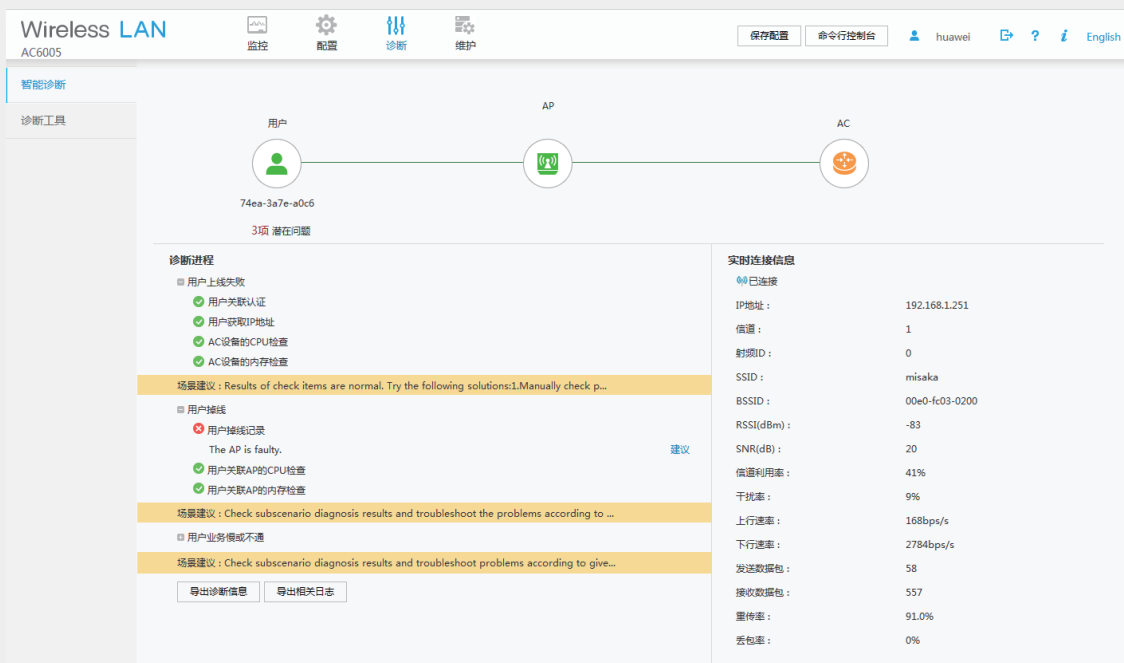 Wireless LAN
AC6005
监控
配置
诊断
维护
保存配置
命令行控制台
huawei
?
i
English
智能诊断
诊断工具
用户
AP
AC
74ea-3a7e-a0c6
3项 潜在问题
诊断进程
用户上线失败
用户关联认证
用户获取IP地址
AC设备的CPU检查
AC设备的内存检查
场景建议：Results of check items are normal. Try the following solutions:1.Manually check p...
用户掉线
用户掉线记录
The AP is faulty.
建议
用户关联AP的CPU检查
用户关联AP的内存检查
场景建议：Check subscenario diagnosis results and troubleshoot the problems according to ...
用户业务慢或不通
场景建议：Check subscenario diagnosis results and troubleshoot problems according to give...
导出诊断信息
导出相关日志
实时连接信息
已连接
IP地址： 192.168.1.251
信道： 1
射频ID： 0
SSID： misaka
BSSID： 00e0-fc03-0200
RSSI(dBm)： -83
SNR(dB)： 20
信道利用率： 41%
干扰率： 9%
上行速率： 168bps/s
下行速率： 2784bps/s
发送数据包： 58
接收数据包： 557
重传率： 91.0%
丢包率： 0%